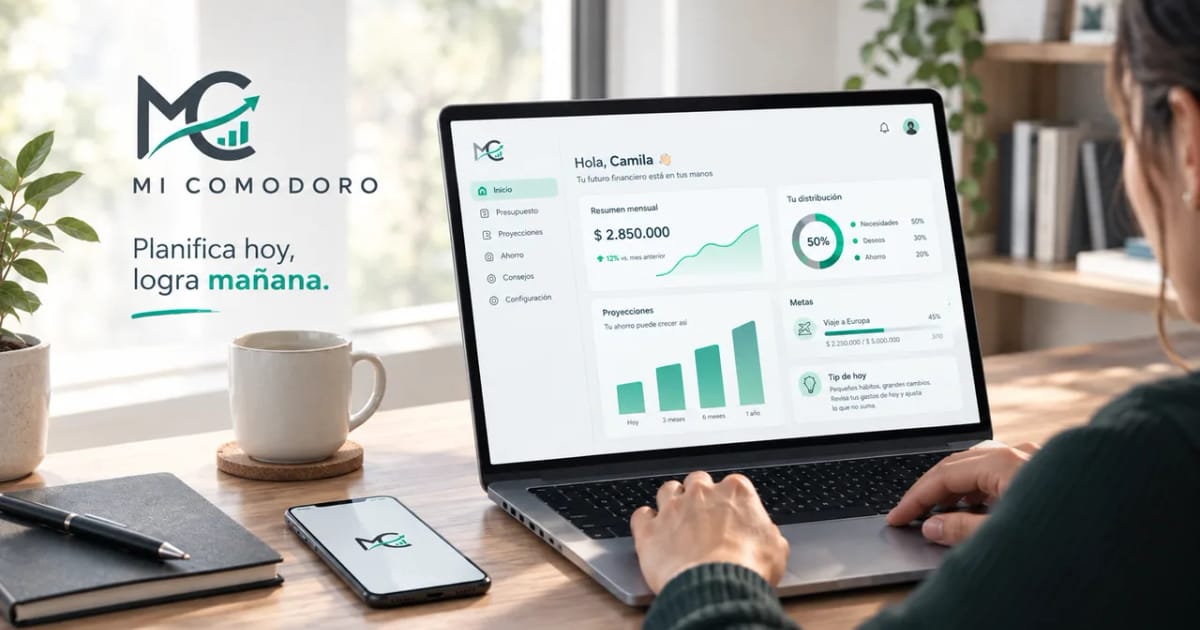 MC
MI COMODORO
Planifica hoy,
logra mañana.
MC
Hola, Camila 👋
Tu futuro financiero está en tus manos
Inicio
Presupuesto
Proyecciones
Ahorro
Consejos
Configuración
Resumen mensual
$ 2.850.000
12% vs. mes anterior
Tu distribución
50%
Necesidades 50%
Deseos 30%
Ahorro 20%
Proyecciones
Tu ahorro puede crecer así
Hoy
3 meses
6 meses
1 año
Metas
Viaje a Europa 45%
$ 2.250.000 / $ 5.000.000
Tip de hoy
Pequeños hábitos, grandes cambios.
Revisa tus gastos de hoy y ajusta
lo que no suma.
MC